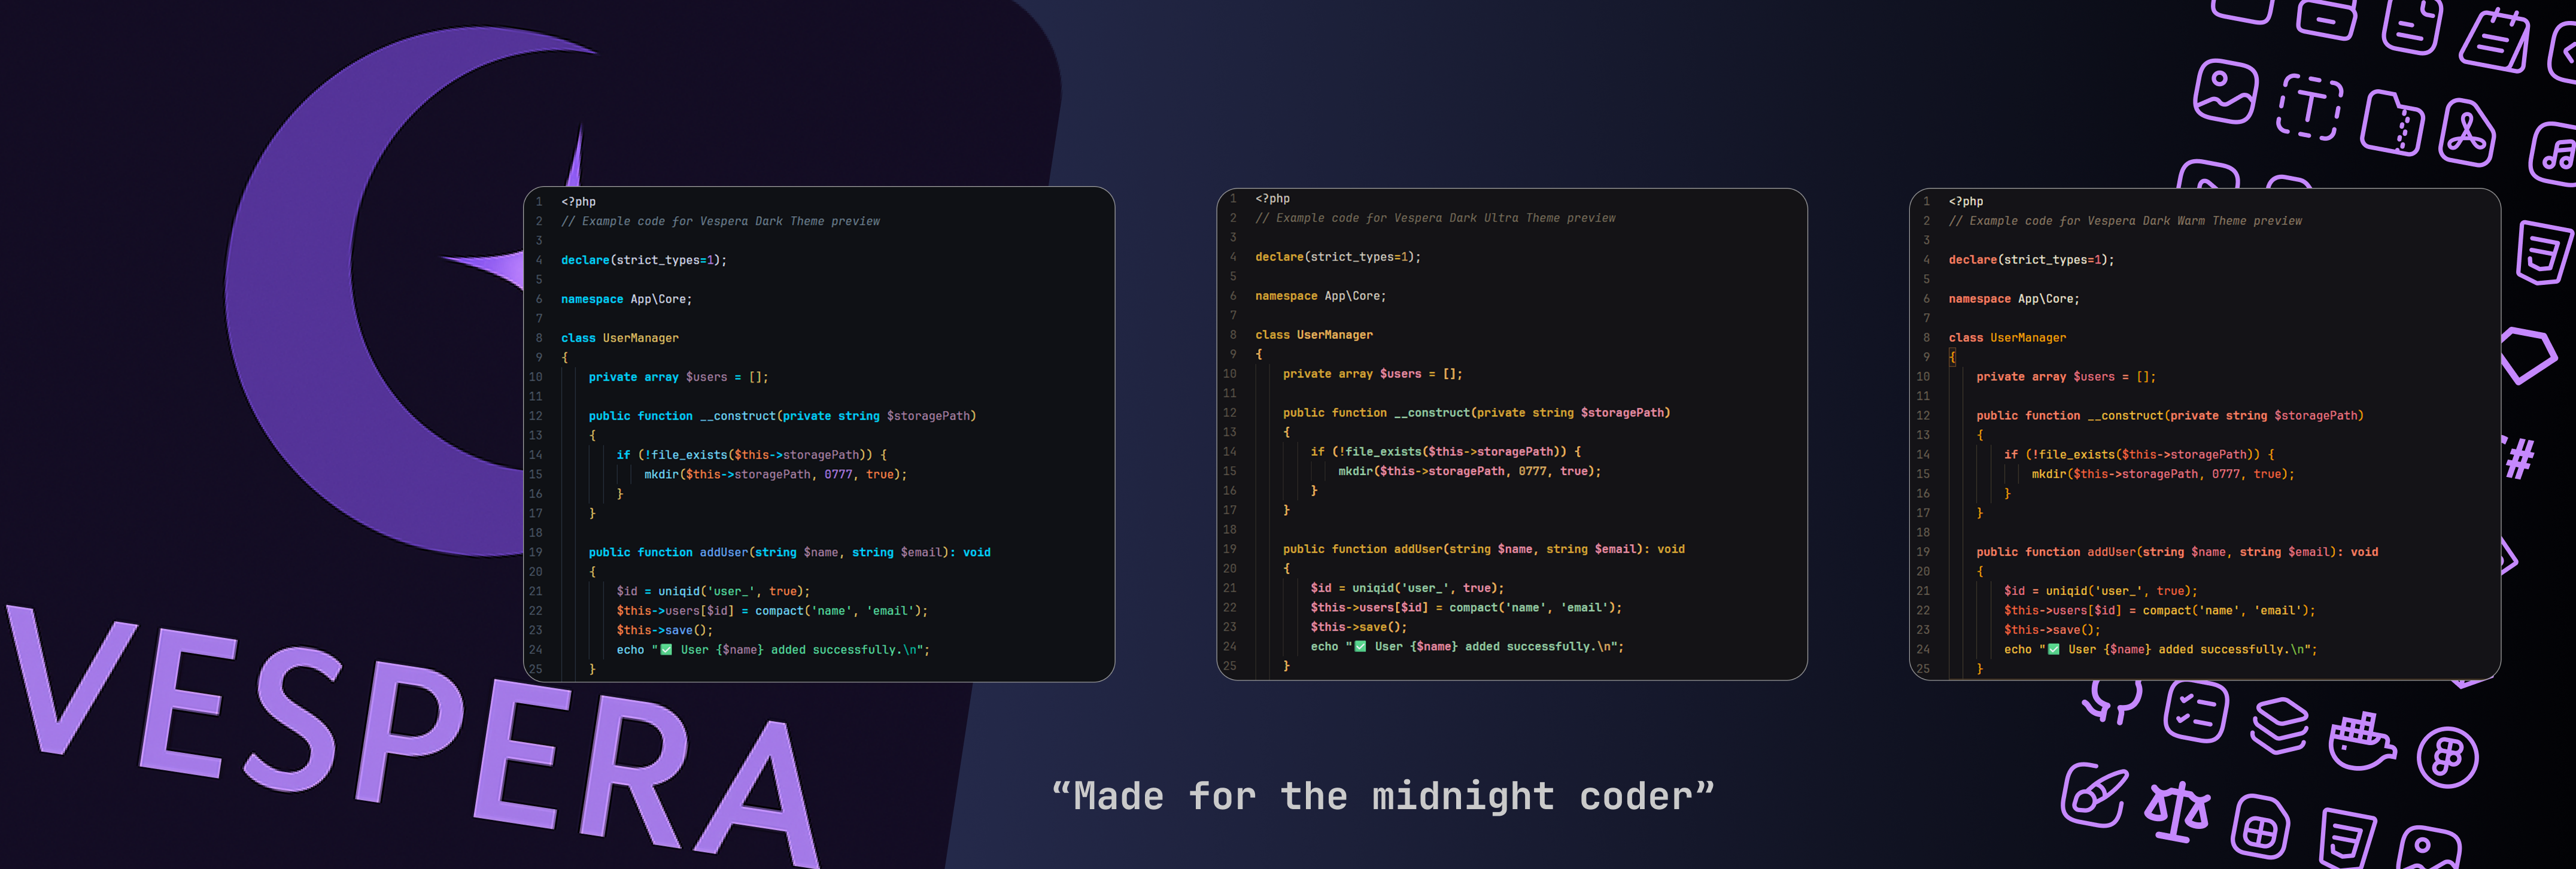 VESPERA
1 <?php
2 // Example code for Vespera Dark Theme preview
3
4 declare(strict_types=1);
5
6 namespace App\Core;
7
8 class UserManager
9 {
10 private array $users = [];
11
12 public function __construct(private string $storagePath)
13 {
14 if (!file_exists($this->storagePath)) {
15 mkdir($this->storagePath, 0777, true);
16 }
17 }
18
19 public function addUser(string $name, string $email): void
20 {
21 $id = uniqid('user_', true);
22 $this->users[$id] = compact('name', 'email');
23 $this->save();
24 echo "✅ User {$name} added successfully.\n";
25 }
1 <?php
2 // Example code for Vespera Dark Ultra Theme preview
3
4 declare(strict_types=1);
5
6 namespace App\Core;
7
8 class UserManager
9 {
10 private array $users = [];
11
12 public function __construct(private string $storagePath)
13 {
14 if (!file_exists($this->storagePath)) {
15 mkdir($this->storagePath, 0777, true);
16 }
17 }
18
19 public function addUser(string $name, string $email): void
20 {
21 $id = uniqid('user_', true);
22 $this->users[$id] = compact('name', 'email');
23 $this->save();
24 echo "✅ User {$name} added successfully.\n";
25 }
1 <?php
2 // Example code for Vespera Dark Warm Theme preview
3
4 declare(strict_types=1);
5
6 namespace App\Core;
7
8 class UserManager
9 {
10 private array $users = [];
11
12 public function __construct(private string $storagePath)
13 {
14 if (!file_exists($this->storagePath)) {
15 mkdir($this->storagePath, 0777, true);
16 }
17 }
18
19 public function addUser(string $name, string $email): void
20 {
21 $id = uniqid('user_', true);
22 $this->users[$id] = compact('name', 'email');
23 $this->save();
24 echo "✅ User {$name} added successfully.\n";
25 }
T
#
“Made for the midnight coder”